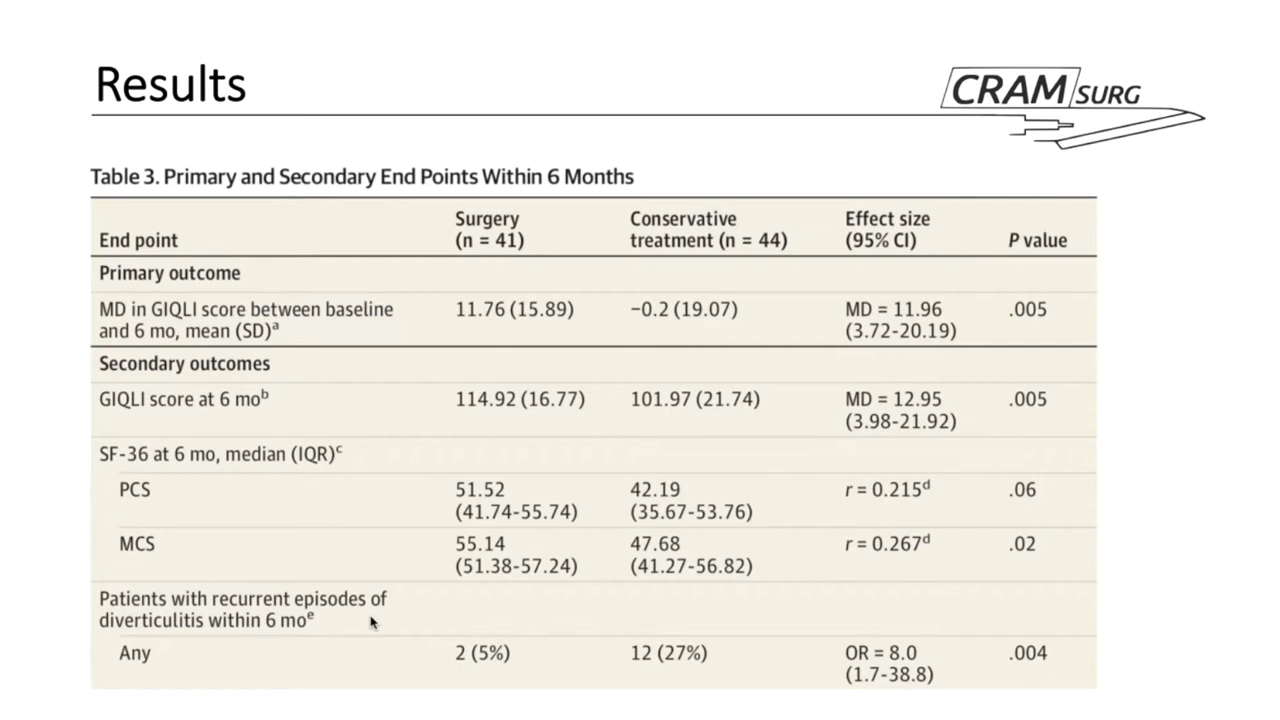 Results
CRAM SURG
Table 3. Primary and Secondary End Points Within 6 Months
End point Surgery (n = 41) Conservative treatment (n = 44) Effect size (95% CI) P value
Primary outcome
MD in GIQLI score between baseline and 6 mo, mean (SD)a 11.76 (15.89) −0.2 (19.07) MD = 11.96 (3.72-20.19) .005
Secondary outcomes
GIQLI score at 6 mob 114.92 (16.77) 101.97 (21.74) MD = 12.95 (3.98-21.92) .005
SF-36 at 6 mo, median (IQR)c
PCS 51.52 (41.74-55.74) 42.19 (35.67-53.76) r = 0.215d .06
MCS 55.14 (51.38-57.24) 47.68 (41.27-56.82) r = 0.267d .02
Patients with recurrent episodes of diverticulitis within 6 moe
Any 2 (5%) 12 (27%) OR = 8.0 (1.7-38.8) .004